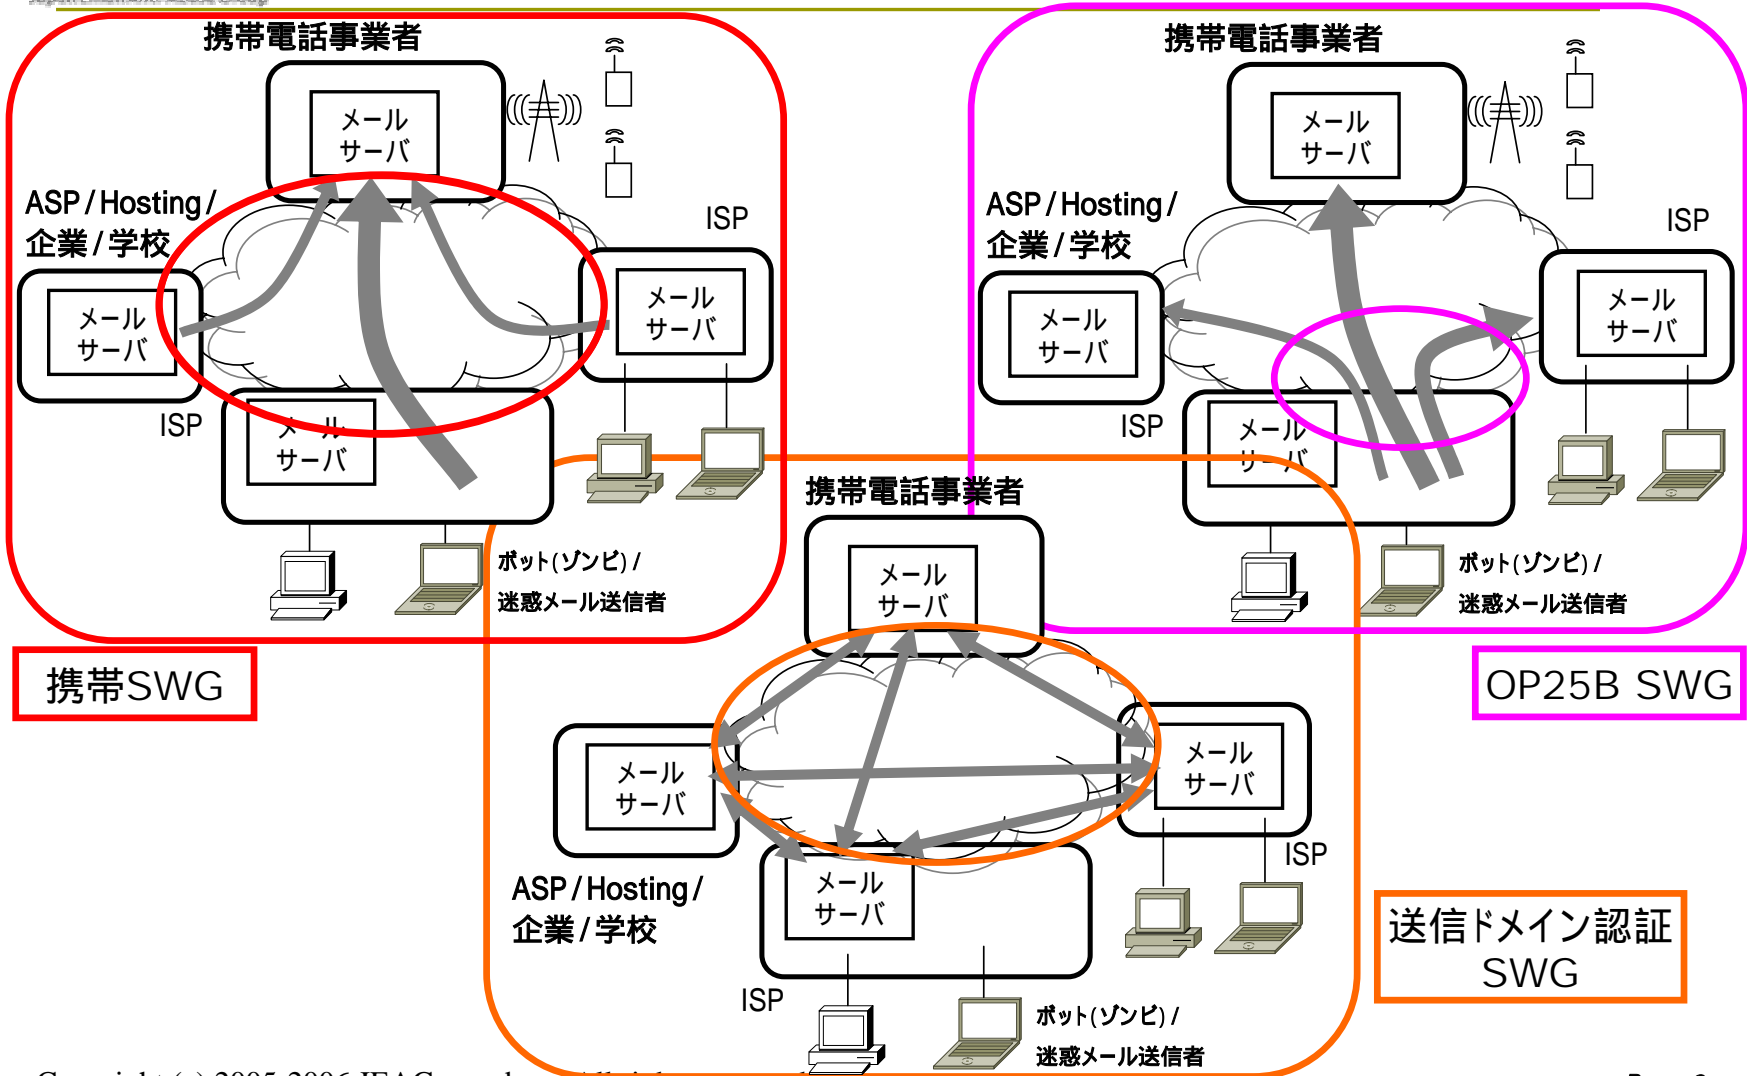 携帯電話事業者
メール
サーバ
ASP/Hosting/
企業/学校
ISP
メール
サーバ
メール
サーバ
ISP
メール
サーバ
ボット(ゾンビ)/
迷惑メール送信者
携帯SWG
携帯電話事業者
メール
サーバ
ASP/Hosting/
企業/学校
ISP
メール
サーバ
メール
サーバ
ISP
メール
サーバ
ボット(ゾンビ)/
迷惑メール送信者
OP25B SWG
携帯電話事業者
メール
サーバ
メール
サーバ
メール
サーバ
ISP
ASP/Hosting/
企業/学校
メール
サーバ
ISP
ボット(ゾンビ)/
迷惑メール送信者
送信ドメイン認証
SWG